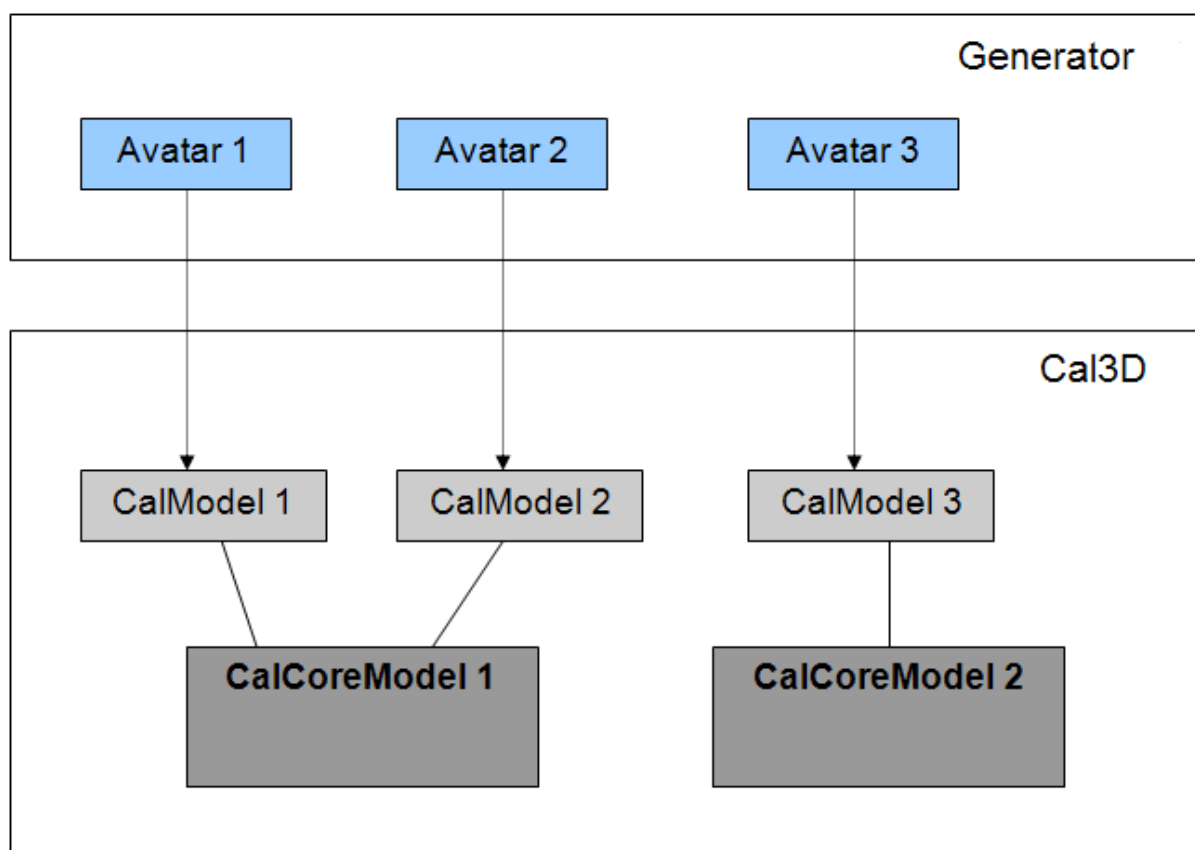 Generator
Avatar 1
Avatar 2
Avatar 3
Cal3D
CalModel 1
CalModel 2
CalModel 3
CalCoreModel 1
CalCoreModel 2